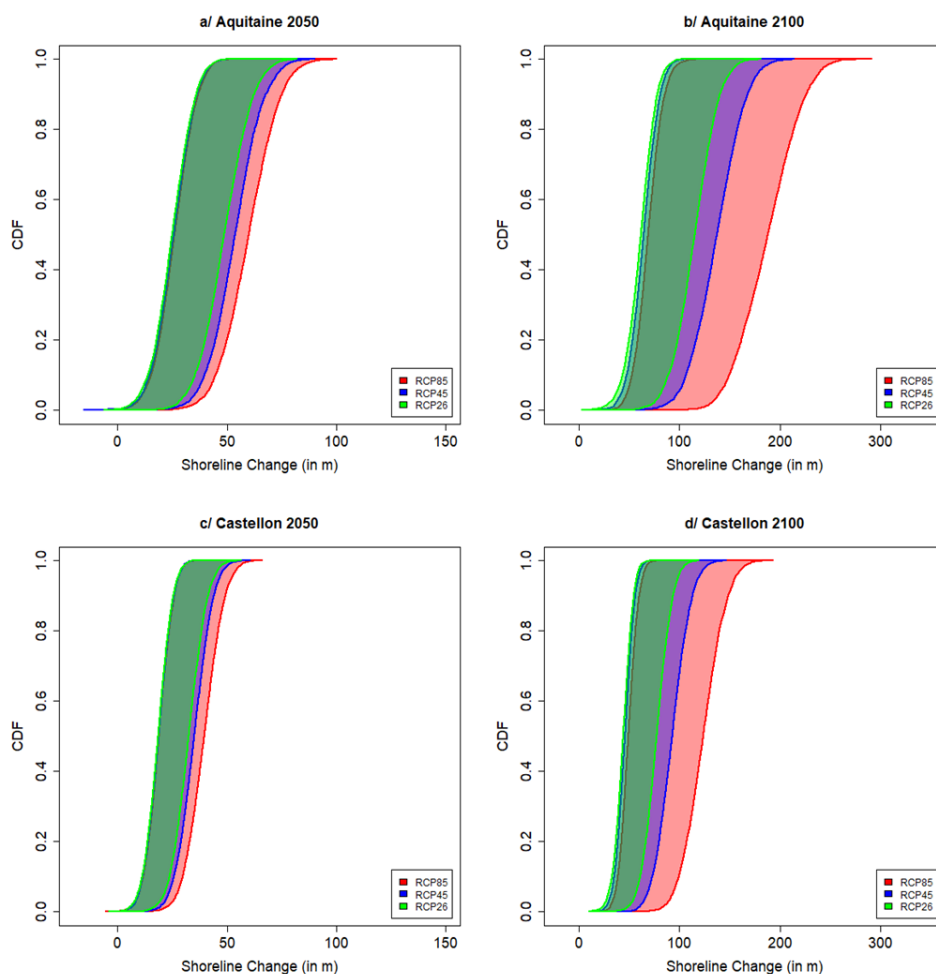 a/ Aquitaine 2050
CDF
0.0 0.2 0.4 0.6 0.8 1.0
RCP85
RCP45
RCP26
0 50 100 150
Shoreline Change (in m)
b/ Aquitaine 2100
CDF
0.0 0.2 0.4 0.6 0.8 1.0
RCP85
RCP45
RCP26
0 100 200 300
Shoreline Change (in m)
c/ Castellon 2050
CDF
0.0 0.2 0.4 0.6 0.8 1.0
RCP85
RCP45
RCP26
0 50 100 150
Shoreline Change (in m)
d/ Castellon 2100
CDF
0.0 0.2 0.4 0.6 0.8 1.0
RCP85
RCP45
RCP26
0 100 200 300
Shoreline Change (in m)